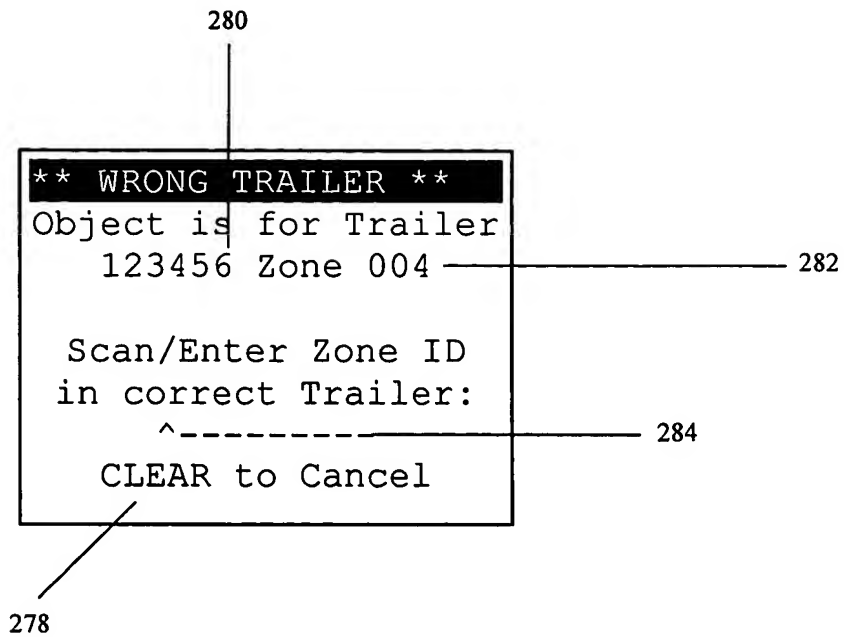 280
** WRONG TRAILER **
Object is for Trailer
123456 Zone 004
282
Scan/Enter Zone ID
in correct Trailer:
^_________
284
CLEAR to Cancel
278